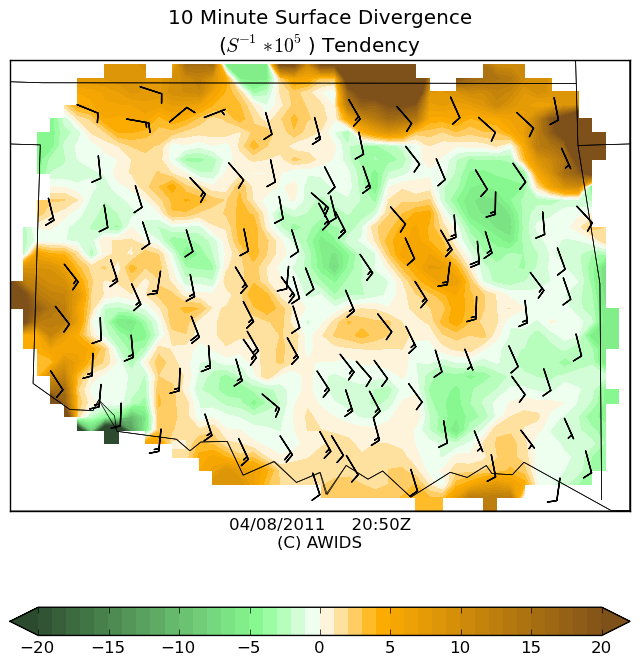 10 Minute Surface Divergence
(S⁻¹ *10⁵ ) Tendency
04/08/2011 20:50Z
(C) AWIDS
−20 −15 −10 −5 0 5 10 15 20